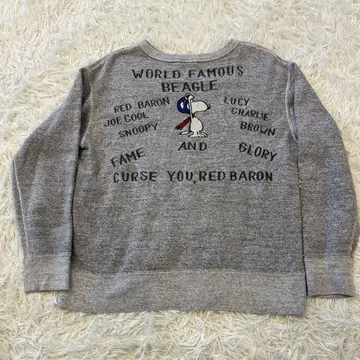 WORLD FAMOUS
BEAGLE
RED BARON
JOE COOL
SNOOPY
LUCY
CHARLIE
BROWN
FAME
AND
GLORY
CURSE YOU, RED BARON